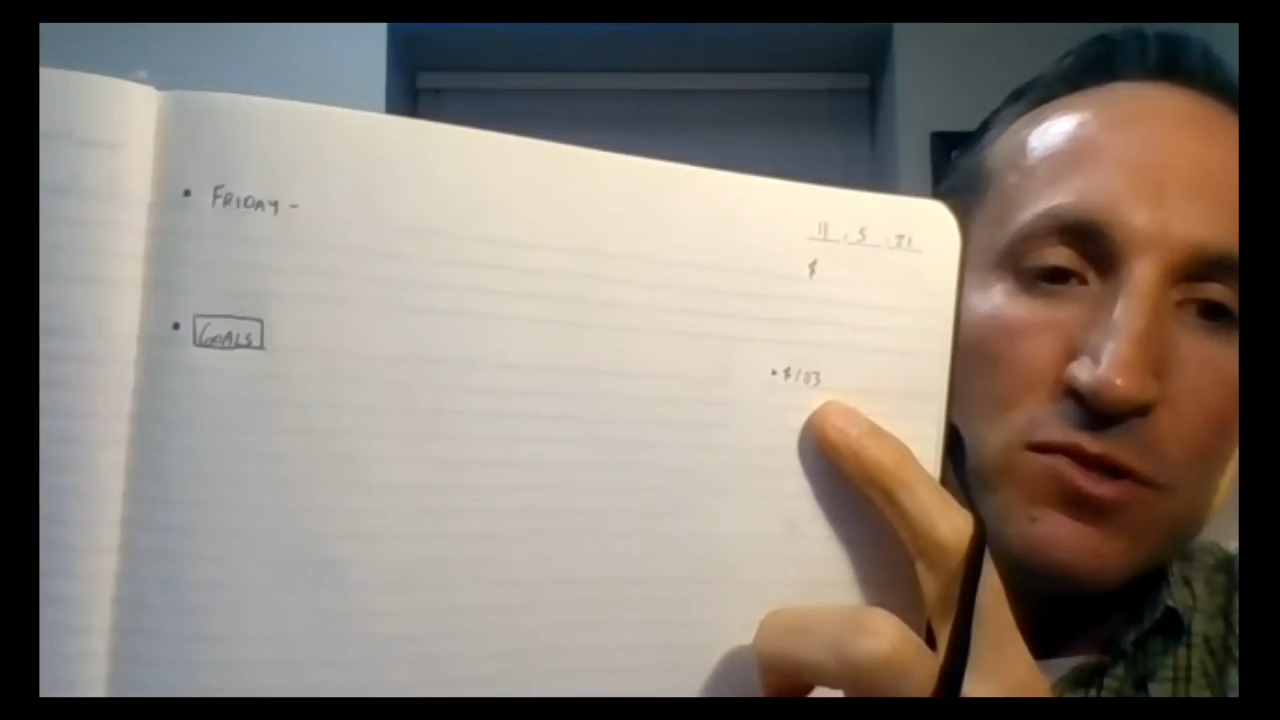 • FRIDAY -
11 . 5 . 21
$
• GOALS